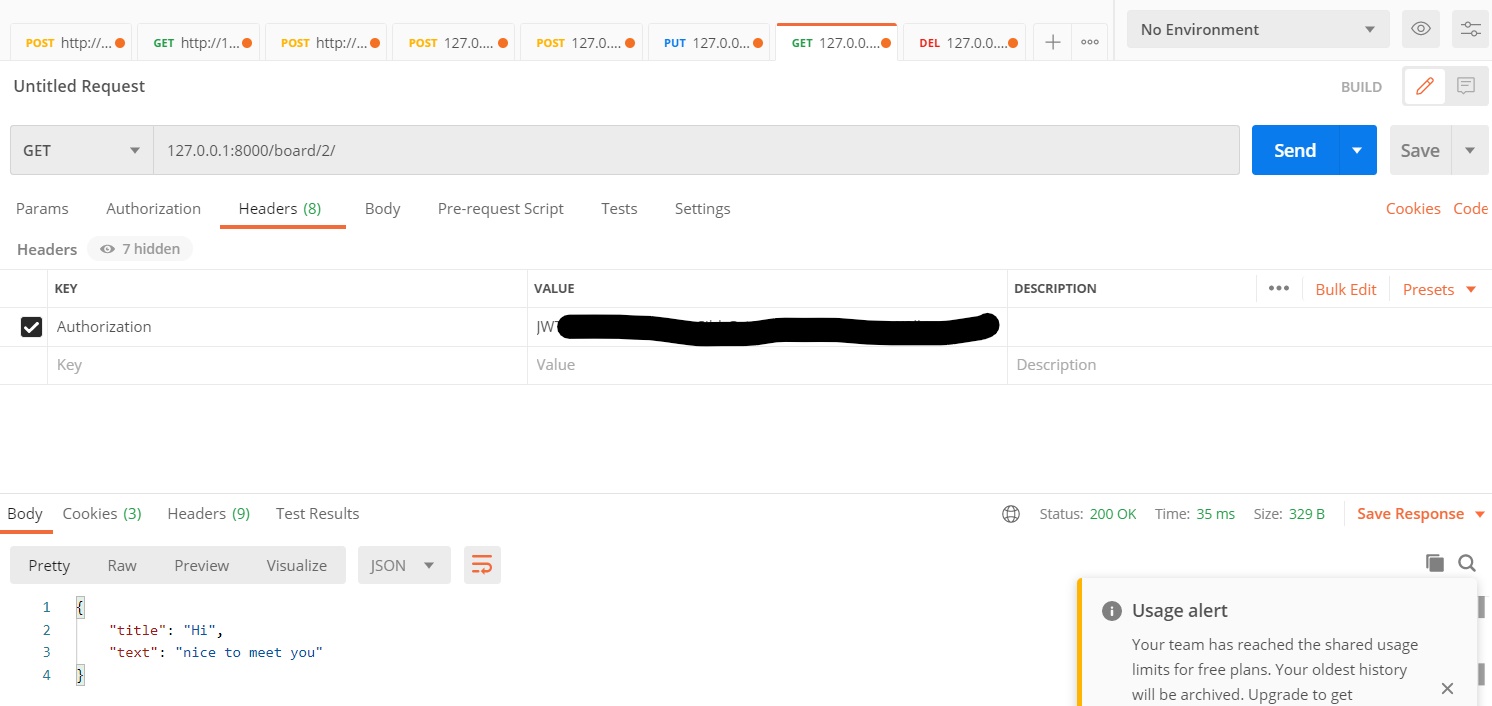 POST http://... GET http://1... POST http://... POST 127.0.... POST 127.0.... PUT 127.0.0... GET 127.0.0.... DEL 127.0.0.... No Environment
Untitled Request BUILD
GET 127.0.0.1:8000/board/2/ Send Save
Params Authorization Headers (8) Body Pre-request Script Tests Settings Cookies Code
Headers 7 hidden
KEY VALUE DESCRIPTION ••• Bulk Edit Presets
Authorization
Key Value Description
Body Cookies (3) Headers (9) Test Results Status: 200 OK Time: 35 ms Size: 329 B Save Response
Pretty Raw Preview Visualize JSON
1 {
2 "title": "Hi",
3 "text": "nice to meet you"
4 }
Usage alert
Your team has reached the shared usage
limits for free plans. Your oldest history
will be archived. Upgrade to get